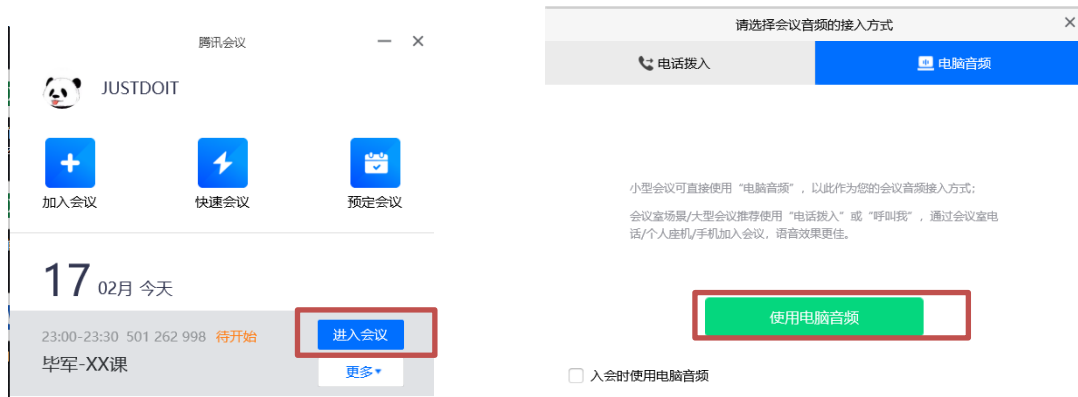 腾讯会议
JUSTDOIT
加入会议
快速会议
预定会议
17 02月 今天
23:00-23:30 501 262 998 待开始
进入会议
毕军-XX课
更多
请选择会议音频的接入方式
电话拨入
电脑音频
小型会议可直接使用“电脑音频”，以此作为您的会议音频接入方式；
会议室场景/大型会议推荐使用“电话拨入”或“呼叫我”，通过会议室电
话/个人座机/手机加入会议，语音效果更佳。
使用电脑音频
入会时使用电脑音频